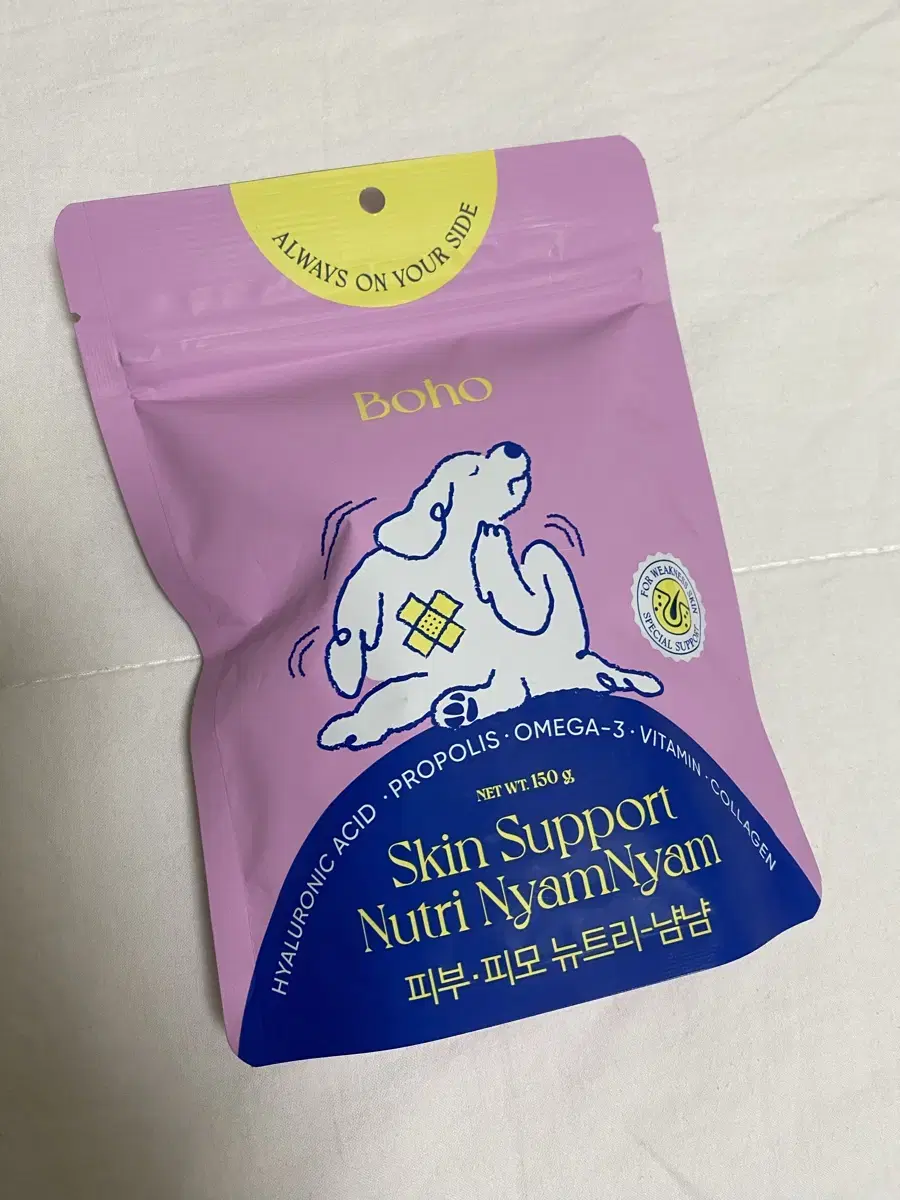 ALWAYS ON YOUR SIDE
Boho
FOR WEAKNESS SKIN
SPECIAL SUPPORT
HYALURONIC ACID · PROPOLIS · OMEGA-3 · VITAMIN · COLLAGEN
NET WT. 150 g
Skin Support
Nutri NyamNyam
피부·피모 뉴트리-냠냠